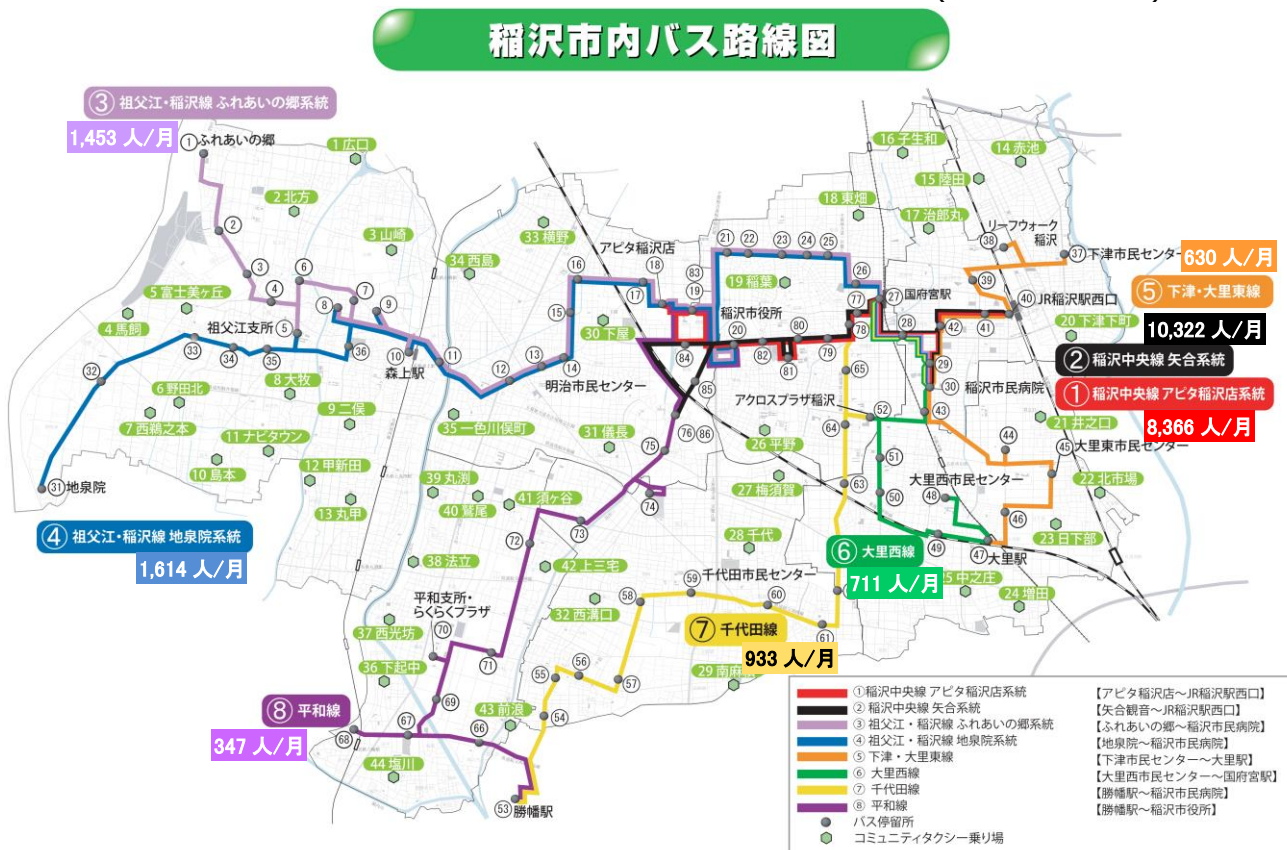 稲沢市内バス路線図
③ 祖父江・稲沢線 ふれあいの郷系統
1,453 人/月
① ふれあいの郷
1 広口
2 北方
3 山崎
5 富士美ヶ丘
4 馬飼
祖父江支所
森上駅
6 野田北
7 西鵜之本
8 大牧
9 二俣
11 ナビタウン
10 島本
12 甲新田
13 丸甲
31 地泉院
④ 祖父江・稲沢線 地泉院系統
1,614 人/月
34 西島
33 横野
アピタ稲沢店
30 下屋
明治市民センター
35 一色川俣町
31 儀長
39 丸渕
40 鷲尾
41 須ヶ谷
38 法立
42 上三宅
平和支所・
らくらくプラザ
37 西光坊
36 下起中
32 西溝口
43 前浪
44 塩川
⑧ 平和線
347 人/月
53 勝幡駅
稲沢市役所
19 稲葉
18 東畑
16 子生和
14 赤池
15 陸田
17 治郎丸
リーフウォーク
稲沢
37 下津市民センター
630 人/月
⑤ 下津・大里東線
国府宮駅
40 JR稲沢駅西口
20 下津下町
10,322 人/月
② 稲沢中央線 矢合系統
① 稲沢中央線 アピタ稲沢店系統
8,366 人/月
稲沢市民病院
アクロスプラザ稲沢
21 井之口
26 平野
27 梅須賀
28 千代
45 大里東市民センター
大里西市民センター
22 北市場
23 日下部
大里駅
⑥ 大里西線
711 人/月
25 中之庄
24 増田
千代田市民センター
⑦ 千代田線
933 人/月
29 南麻
①稲沢中央線 アピタ稲沢店系統 【アピタ稲沢店～JR稲沢駅西口】
② 稲沢中央線 矢合系統 【矢合観音～JR稲沢駅西口】
③ 祖父江・稲沢線 ふれあいの郷系統 【ふれあいの郷～稲沢市民病院】
④ 祖父江・稲沢線 地泉院系統 【地泉院～稲沢市民病院】
⑤ 下津・大里東線 【下津市民センター～大里駅】
⑥ 大里西線 【大里西市民センター～国府宮駅】
⑦ 千代田線 【勝幡駅～稲沢市民病院】
⑧ 平和線 【勝幡駅～稲沢市役所】
バス停留所
コミュニティタクシー乗り場